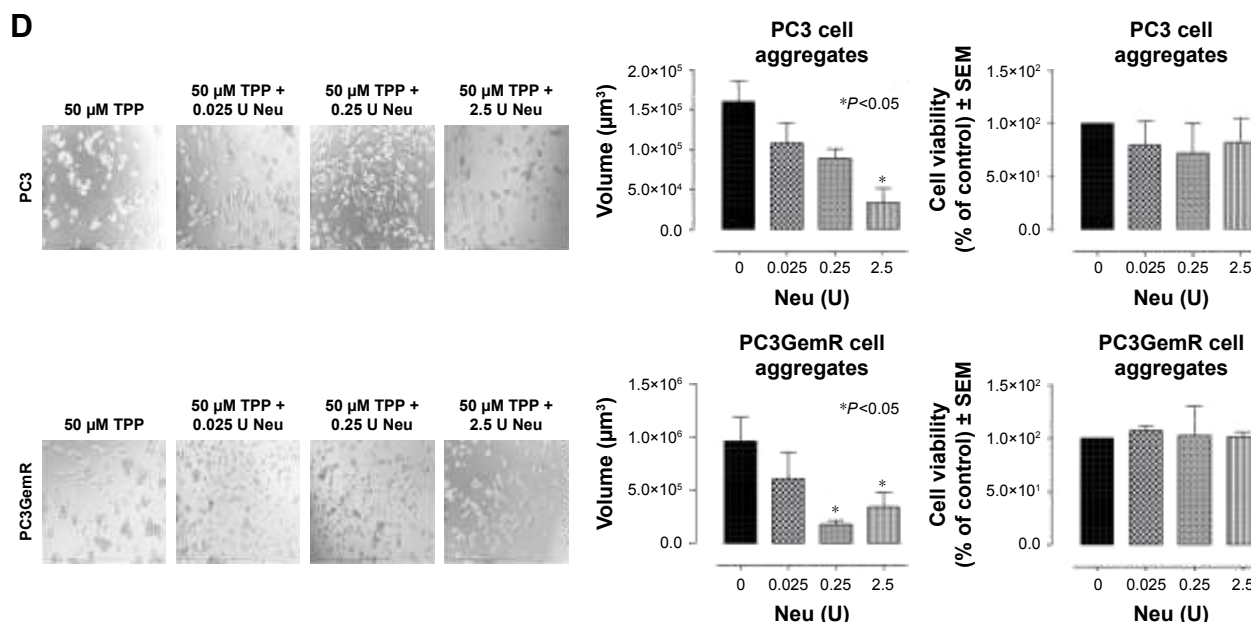 D
50 µM TPP
50 µM TPP +
0.025 U Neu
50 µM TPP +
0.25 U Neu
50 µM TPP +
2.5 U Neu
PC3
PC3 cell
aggregates
Volume (µm³)
2.0×10⁵
1.5×10⁵
1.0×10⁵
5.0×10⁴
0.0
*P<0.05
*
0 0.025 0.25 2.5
Neu (U)
PC3 cell
aggregates
Cell viability
(% of control) ± SEM
1.5×10²
1.0×10²
5.0×10¹
0.0
0 0.025 0.25 2.5
Neu (U)
50 µM TPP
50 µM TPP +
0.025 U Neu
50 µM TPP +
0.25 U Neu
50 µM TPP +
2.5 U Neu
PC3GemR
PC3GemR cell
aggregates
Volume (µm³)
1.5×10⁶
1.0×10⁶
5.0×10⁵
0.0
*P<0.05
*
*
0 0.025 0.25 2.5
Neu (U)
PC3GemR cell
aggregates
Cell viability
(% of control) ± SEM
1.5×10²
1.0×10²
5.0×10¹
0.0
0 0.025 0.25 2.5
Neu (U)